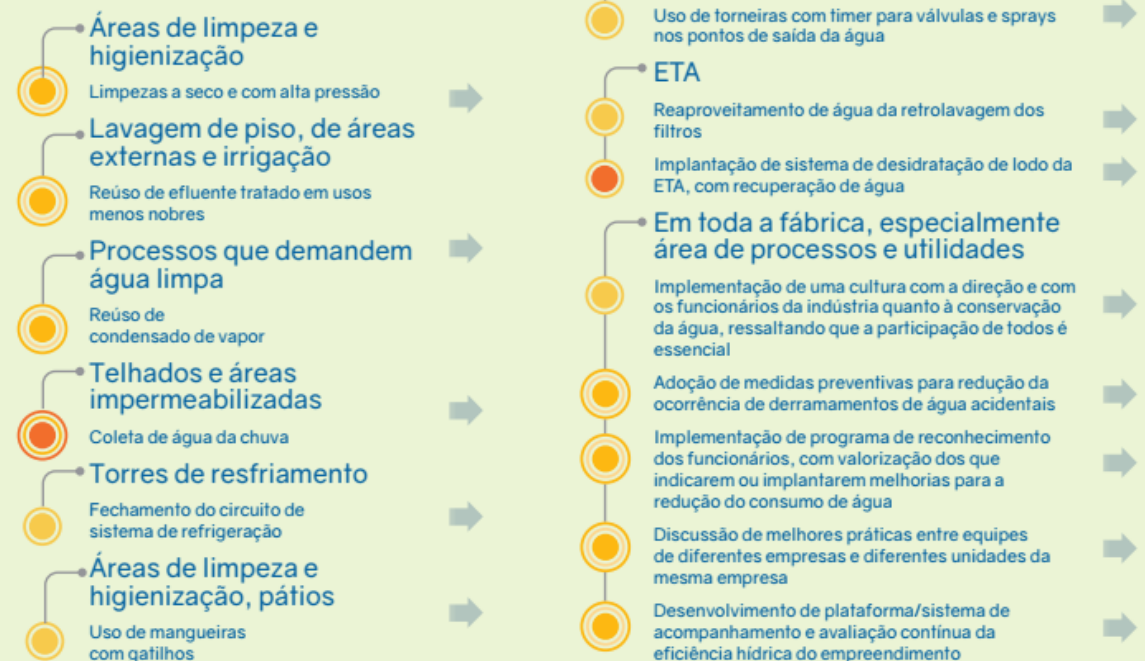 Áreas de limpeza e
higienização
Limpezas a seco e com alta pressão
Lavagem de piso, de áreas
externas e irrigação
Reúso de efluente tratado em usos
menos nobres
Processos que demandem
água limpa
Reúso de
condensado de vapor
Telhados e áreas
impermeabilizadas
Coleta de água da chuva
Torres de resfriamento
Fechamento do circuito de
sistema de refrigeração
Áreas de limpeza e
higienização, pátios
Uso de mangueiras
com gatilhos
Uso de torneiras com timer para válvulas e sprays
nos pontos de saída da água
ETA
Reaproveitamento de água da retrolavagem dos
filtros
Implantação de sistema de desidratação de lodo da
ETA, com recuperação de água
Em toda a fábrica, especialmente
área de processos e utilidades
Implementação de uma cultura com a direção e com
os funcionários da indústria quanto à conservação
da água, ressaltando que a participação de todos é
essencial
Adoção de medidas preventivas para redução da
ocorrência de derramamentos de água acidentais
Implementação de programa de reconhecimento
dos funcionários, com valorização dos que
indicarem ou implantarem melhorias para a
redução do consumo de água
Discussão de melhores práticas entre equipes
de diferentes empresas e diferentes unidades da
mesma empresa
Desenvolvimento de plataforma/sistema de
acompanhamento e avaliação contínua da
eficiência hídrica do empreendimento